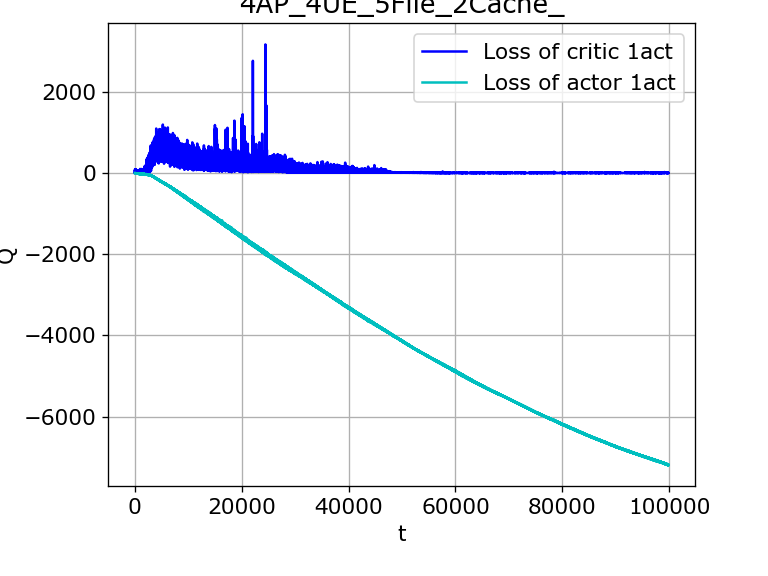 4AP_4UE_5File_2Cache_
Loss of critic 1act
Loss of actor 1act
2000
0
−2000
−4000
−6000
Q
0 20000 40000 60000 80000 100000
t